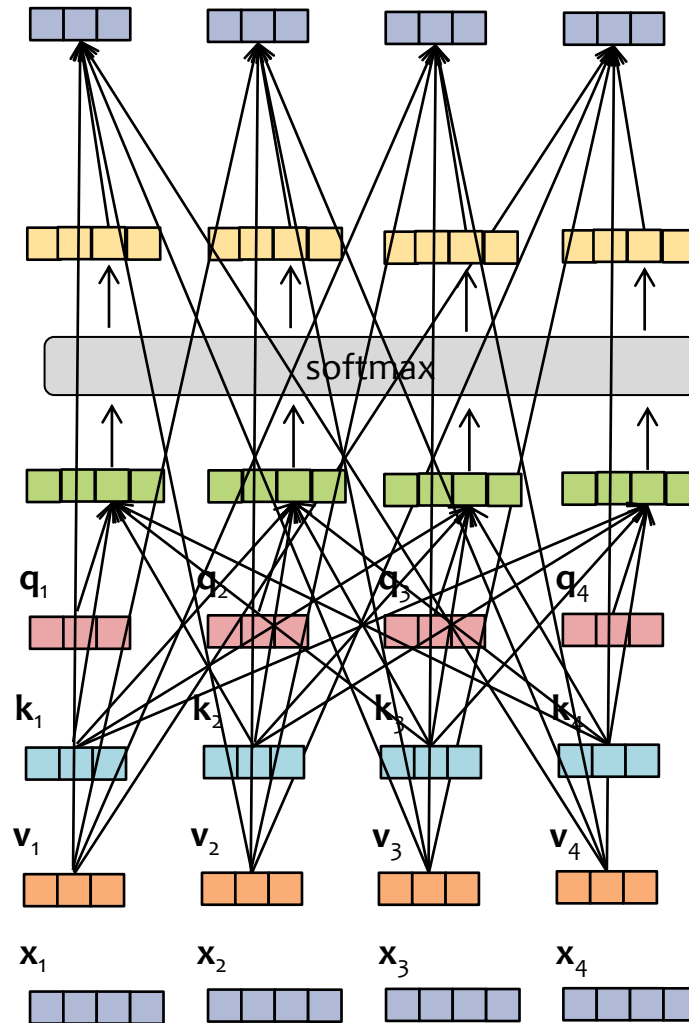 softmax
q₁ q₂ q₃ q₄
k₁ k₂ k₃ k₄
v₁ v₂ v₃ v₄
x₁ x₂ x₃ x₄